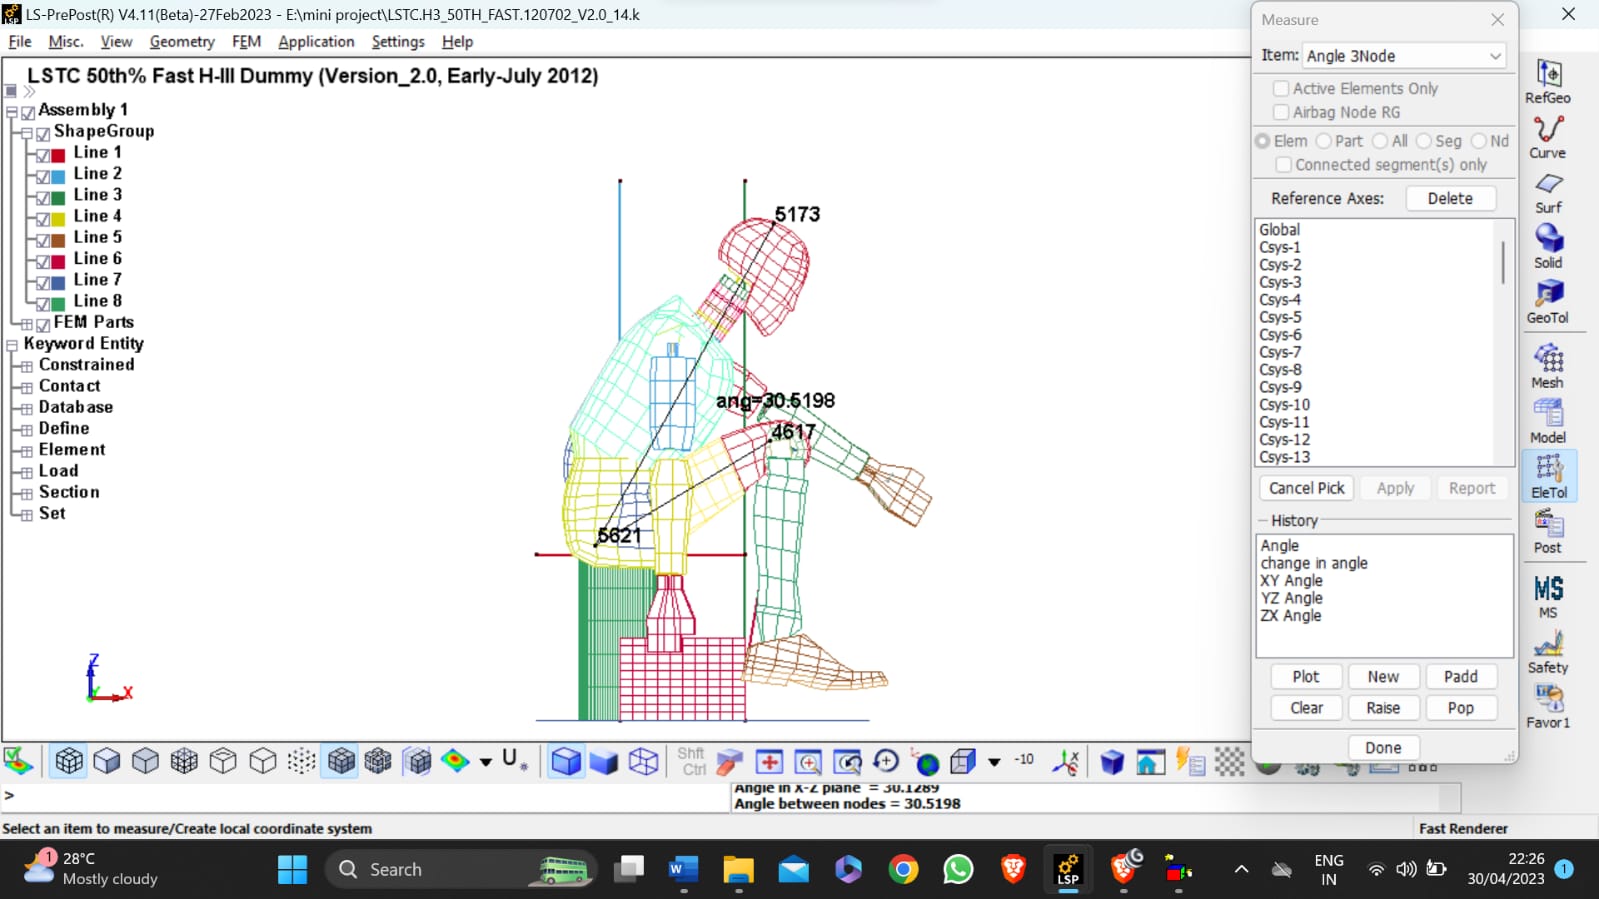 LS-PrePost(R) V4.11(Beta)-27Feb2023 - E:\mini project\LSTC.H3_50TH_FAST.120702_V2.0_14.k
File Misc. View Geometry FEM Application Settings Help
LSTC 50th% Fast H-III Dummy (Version_2.0, Early-July 2012)
Assembly 1
ShapeGroup
Line 1
Line 2
Line 3
Line 4
Line 5
Line 6
Line 7
Line 8
FEM Parts
Keyword Entity
Constrained
Contact
Database
Define
Element
Load
Section
Set
5173
ang=30.5198
4617
5621
Z
X
Measure
Item: Angle 3Node
Active Elements Only
Airbag Node RG
Elem Part All Seg Nd
Connected segment(s) only
Reference Axes: Delete
Global
Csys-1
Csys-2
Csys-3
Csys-4
Csys-5
Csys-6
Csys-7
Csys-8
Csys-9
Csys-10
Csys-11
Csys-12
Csys-13
Cancel Pick Apply Report
History
Angle
change in angle
XY Angle
YZ Angle
ZX Angle
Plot New Padd
Clear Raise Pop
Done
RefGeo
Curve
Surf
Solid
GeoTol
Mesh
Model
EleTol
Post
MS
MS
Safety
Favor1
Shft
Ctrl
-10
>
Angle in X-Z plane = 30.1289
Angle between nodes = 30.5198
Select an item to measure/Create local coordinate system
Fast Renderer
1
28°C
Mostly cloudy
Search
W
LSP
ENG
IN
22:26
30/04/2023
1